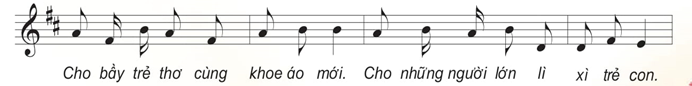 Cho bầy trẻ thơ cùng khoe áo mới. Cho những người lớn lì xì trẻ con.